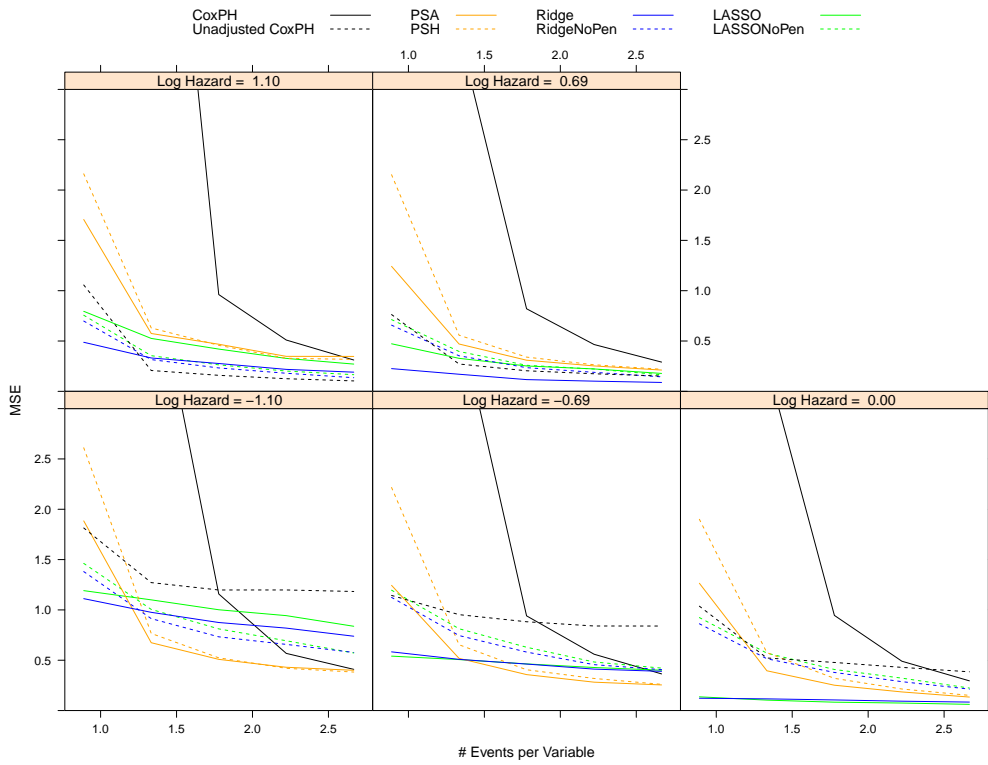 CoxPH PSA Ridge LASSO
Unadjusted CoxPH PSH RidgeNoPen LASSONoPen
1.0 1.5 2.0 2.5
Log Hazard = 1.10 Log Hazard = 0.69
2.5
2.0
1.5
1.0
0.5
MSE
Log Hazard = −1.10 Log Hazard = −0.69 Log Hazard = 0.00
2.5
2.0
1.5
1.0
0.5
1.0 1.5 2.0 2.5 1.0 1.5 2.0 2.5
# Events per Variable